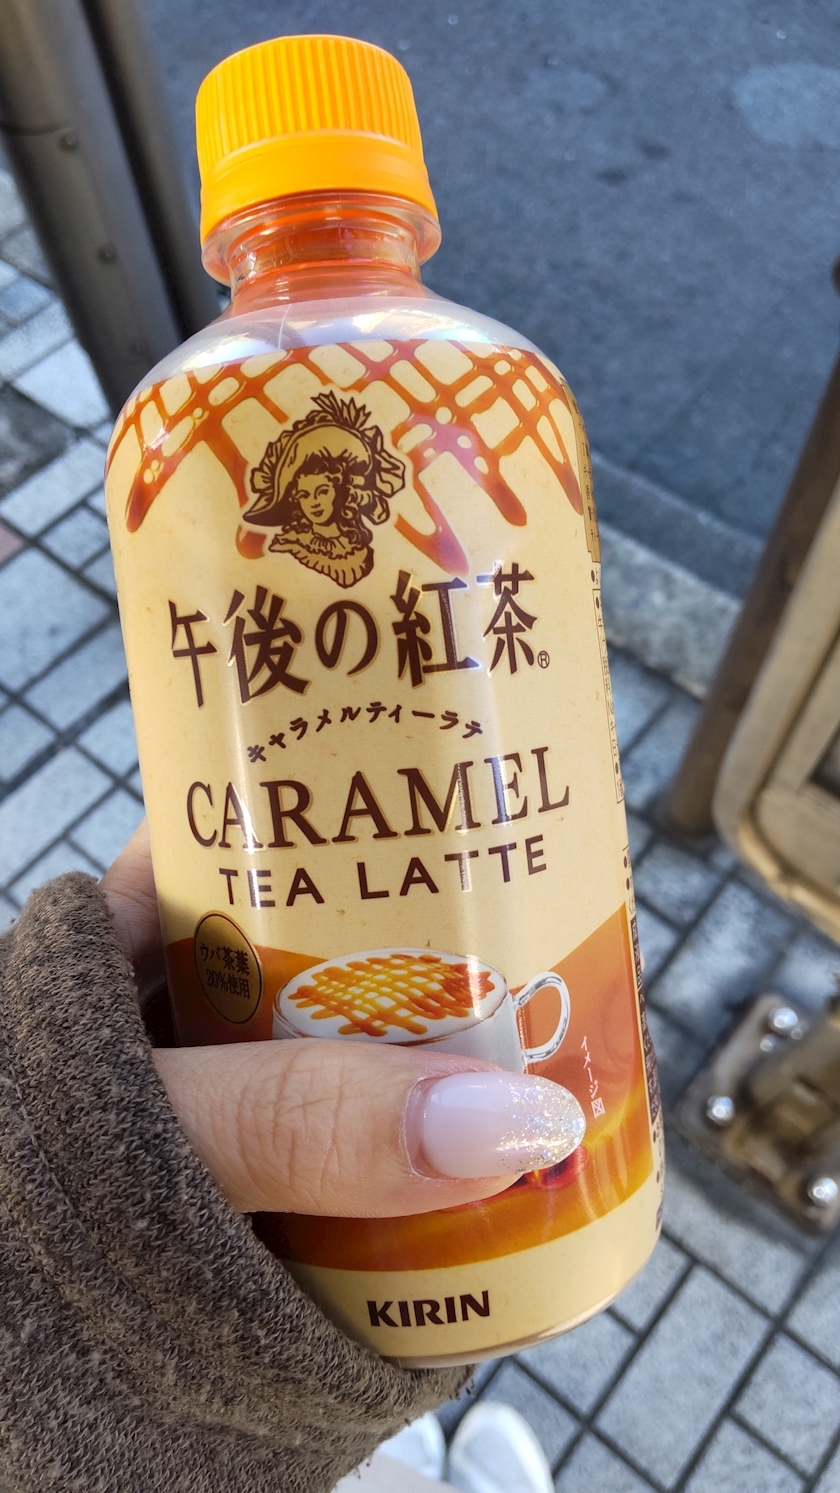 午後の紅茶®
キャラメルティーラテ
CARAMEL
TEA LATTE
ウバ茶葉
20%使用
イメージ図
KIRIN